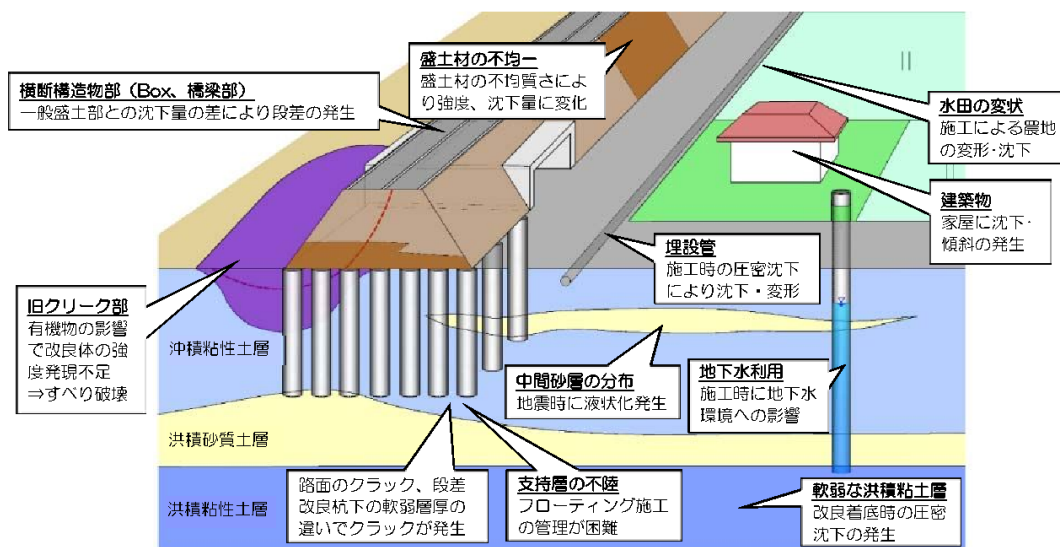 盛土材の不均一
盛土材の不均質さによ
り強度、沈下量に変化
横断構造物部（Box、橋梁部）
一般盛土部との沈下量の差により段差の発生
水田の変状
施工による農地
の変形・沈下
建築物
家屋に沈下・
傾斜の発生
埋設管
施工時の圧密沈下
により沈下・変形
旧クリーク部
有機物の影響
で改良体の強
度発現不足
⇒すべり破壊
沖積粘性土層
中間砂層の分布
地震時に液状化発生
地下水利用
施工時に地下水
環境への影響
洪積砂質土層
路面のクラック、段差
改良杭下の軟弱層厚の
違いでクラックが発生
支持層の不陸
フローティング施工
の管理が困難
軟弱な洪積粘土層
改良着底時の圧密
沈下の発生
洪積粘性土層